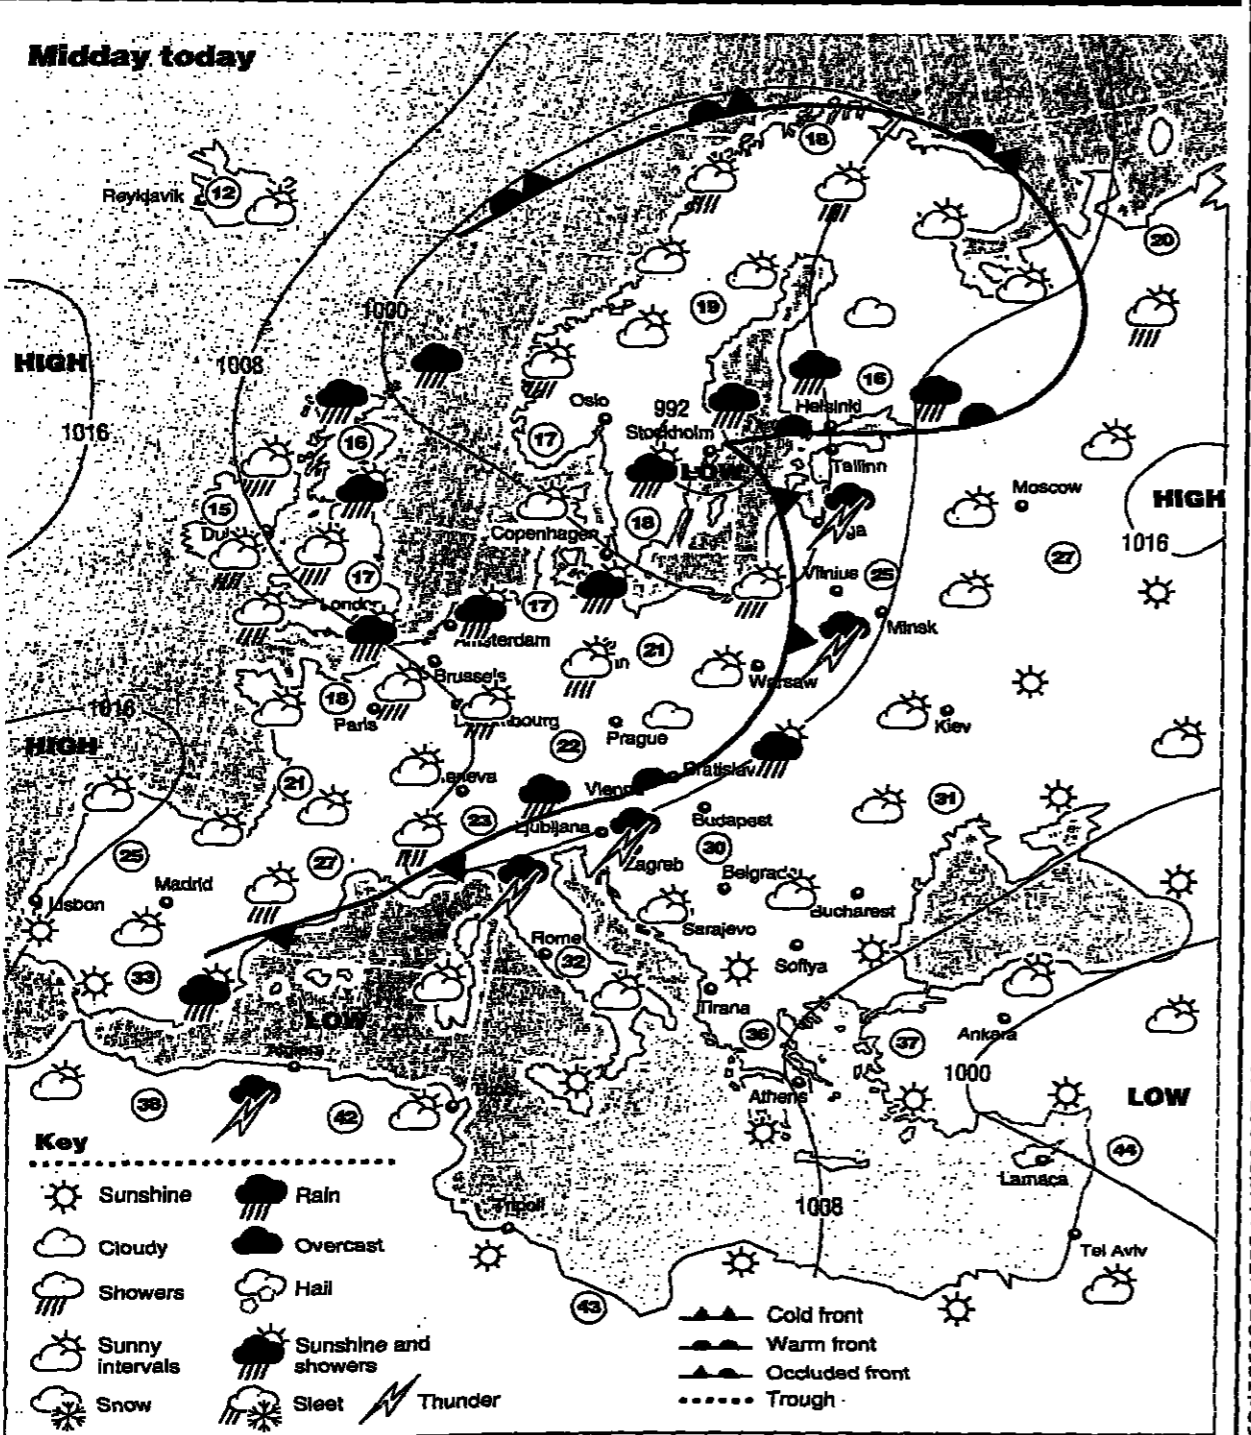 Midday today
18
Reykjavik
12
20
1000
19
HIGH
1008
16
Oslo
992
Helsinki
1016
17
Stockholm
16
LOW
Tallinn
Moscow
HIGH
15
18
1016
Copenhagen
27
Vilnius
25
17
London
17
Minsk
Amsterdam
21
Brussels
Warsaw
1016
18
Paris
Kiev
HIGH
22
Prague
21
Vienna
31
23
Ljubljana
Budapest
25
27
Zagreb
30
Belgrade
Madrid
Lisbon
Bucharest
Sarajevo
Rome
32
Sofiya
33
Tirana
LOW
36
37
Ankara
Algiers
1000
38
42
Tunis
Athens
LOW
44
Larnaca
1008
Tripoli
Tel Aviv
43
Key
Sunshine
Rain
Cloudy
Overcast
Showers
Hail
Sunny
intervals
Sunshine and
showers
Snow
Sleet
Thunder
Cold front
Warm front
Occluded front
Trough